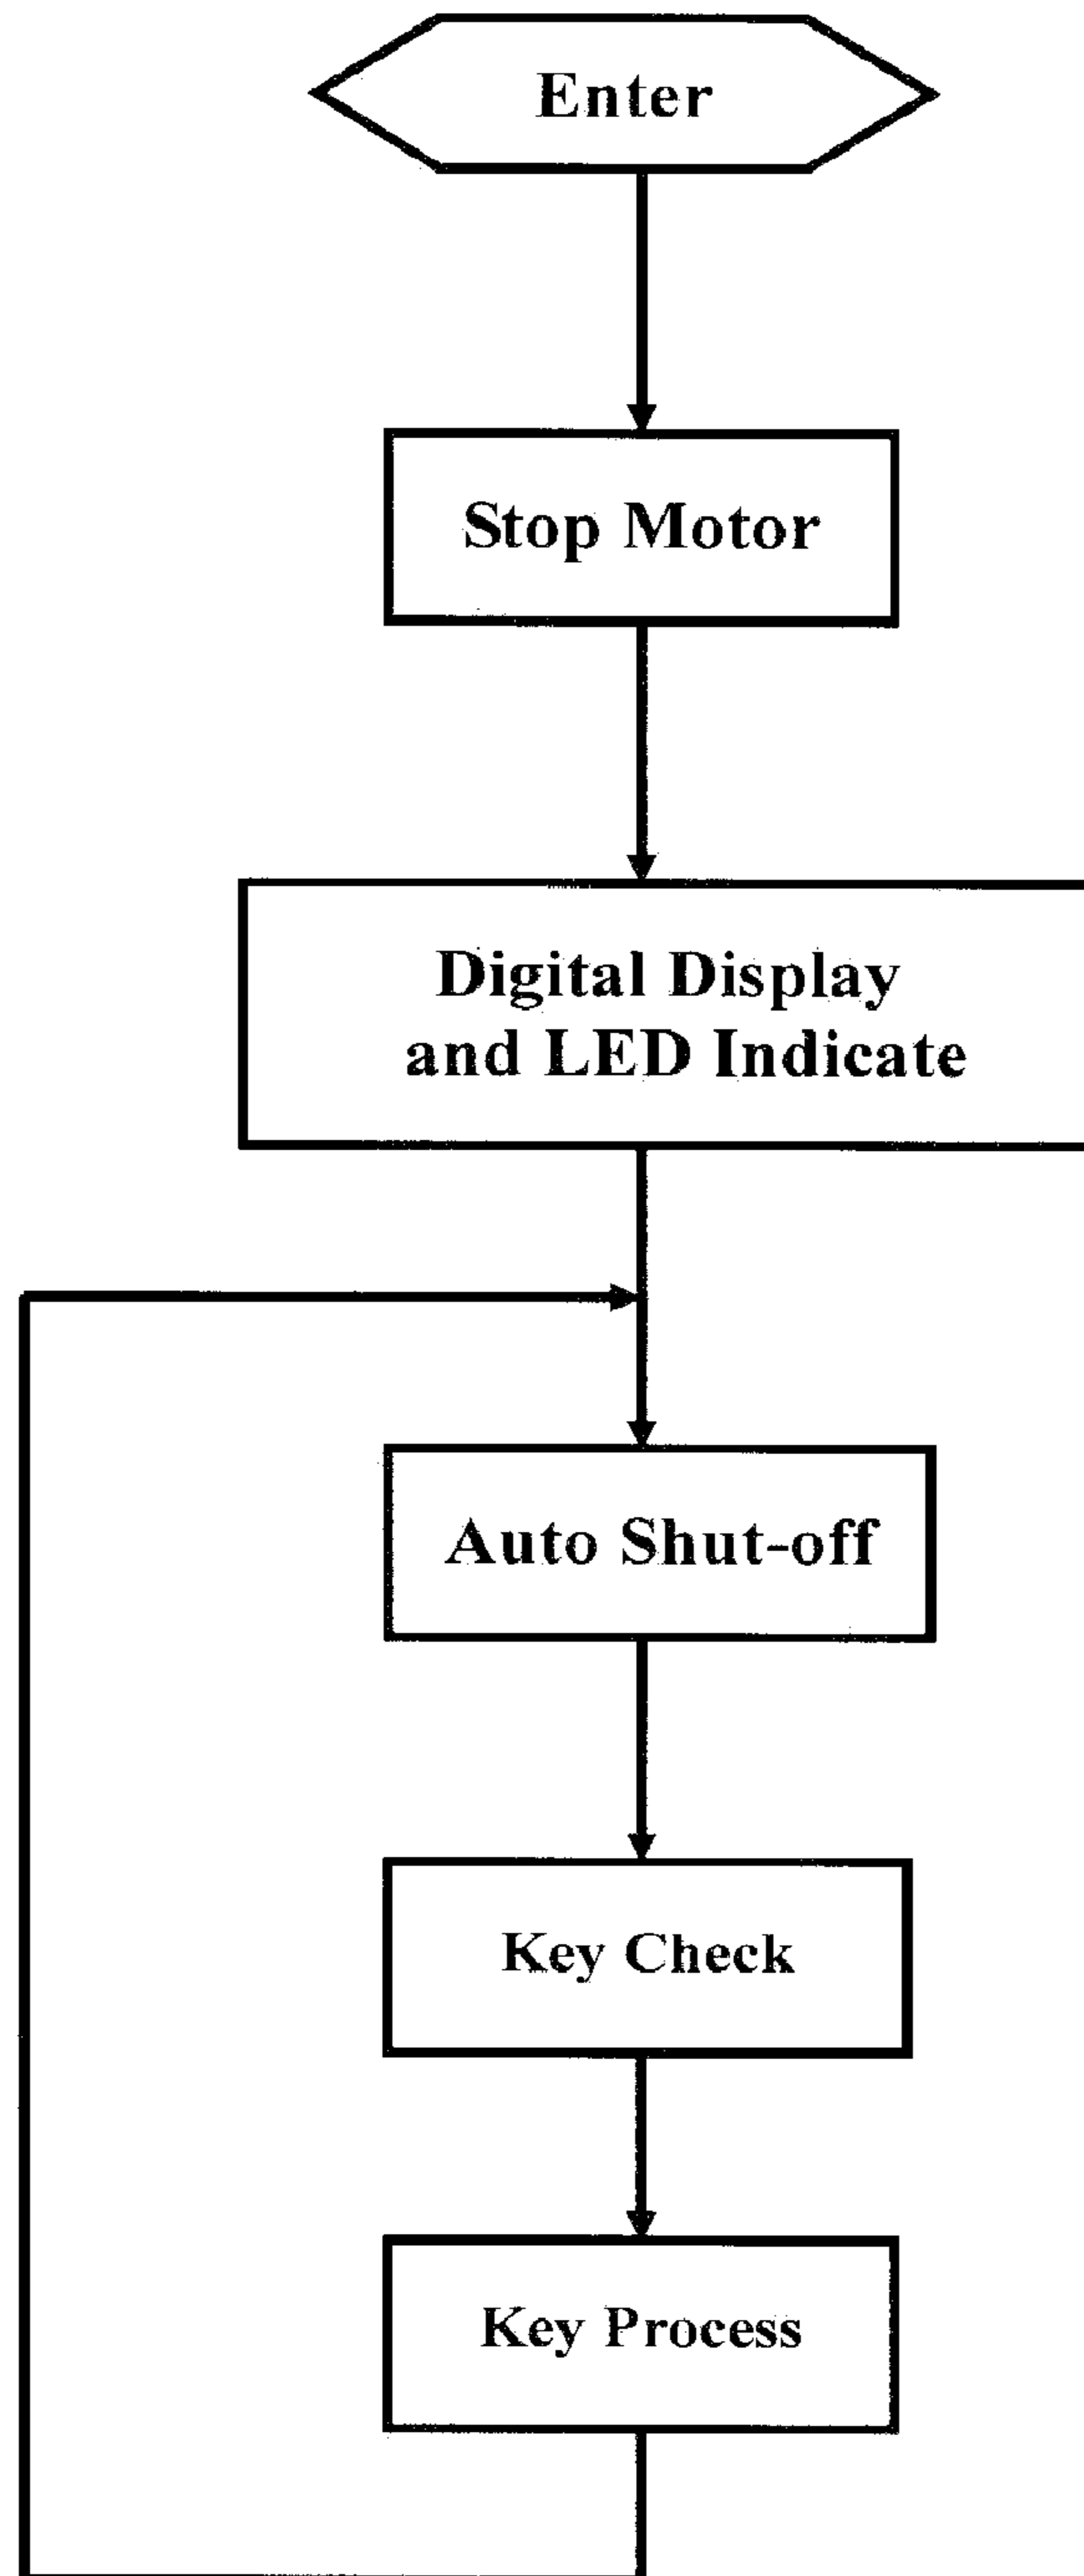 Enter
Stop Motor
Digital Display
and LED Indicate
Auto Shut-off
Key Check
Key Process